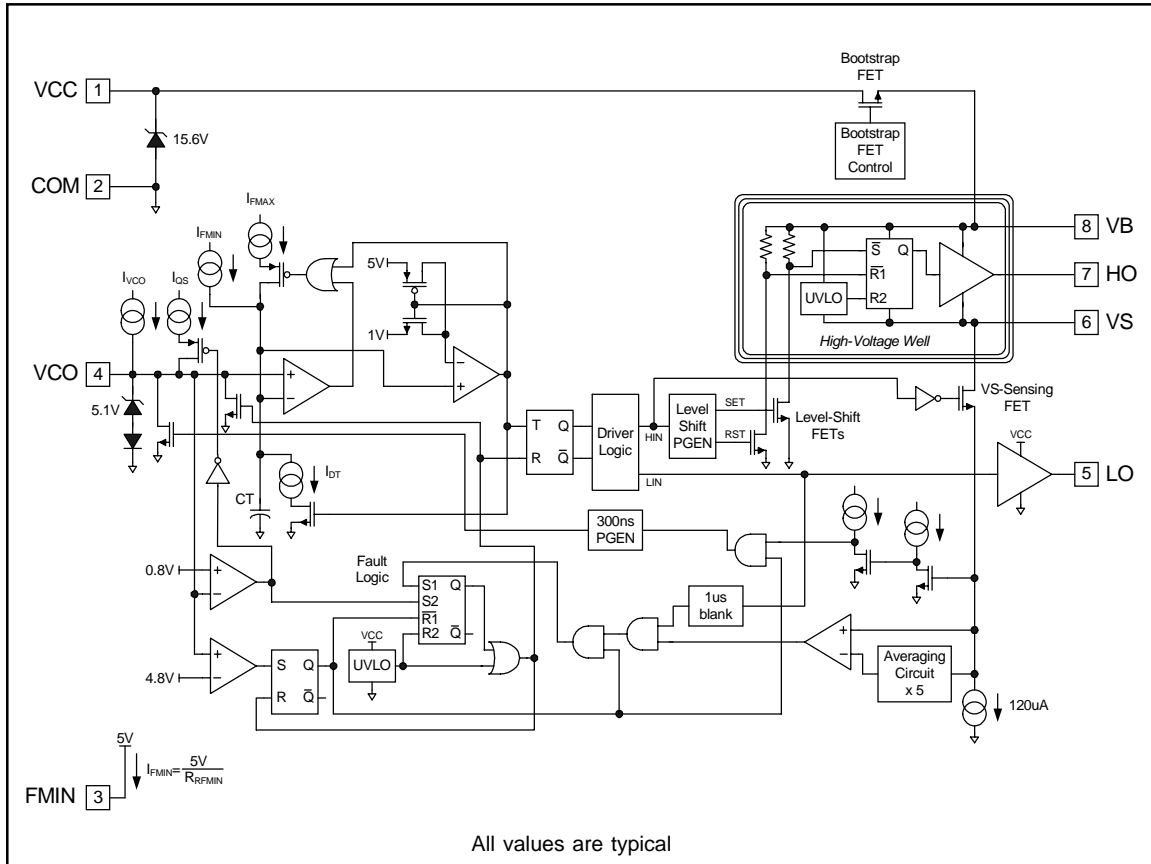 Bootstrap
FET
VCC 1
15.6V
Bootstrap
FET
Control
COM 2
IFMAX
IFMIN
IVCO
IQS
5V
1V
8 VB
S̅ Q
R̅1̅
R2
UVLO
7 HO
6 VS
High-Voltage Well
VCO 4
5.1V
+
−
−
+
VS-Sensing
FET
T Q
R Q̅
Driver
Logic
HIN
LIN
Level
Shift
PGEN
SET
RST
Level-Shift
FETs
VCC
5 LO
IDT
CT
300ns
PGEN
0.8V
+
−
Fault
Logic
S1 Q
S2
R̅1̅
R2 Q̅
1us
blank
+
−
Averaging
Circuit
x 5
4.8V
+
−
S Q
R Q̅
VCC
UVLO
120uA
5V
IFMIN= 5V
RRFMIN
FMIN 3
All values are typical